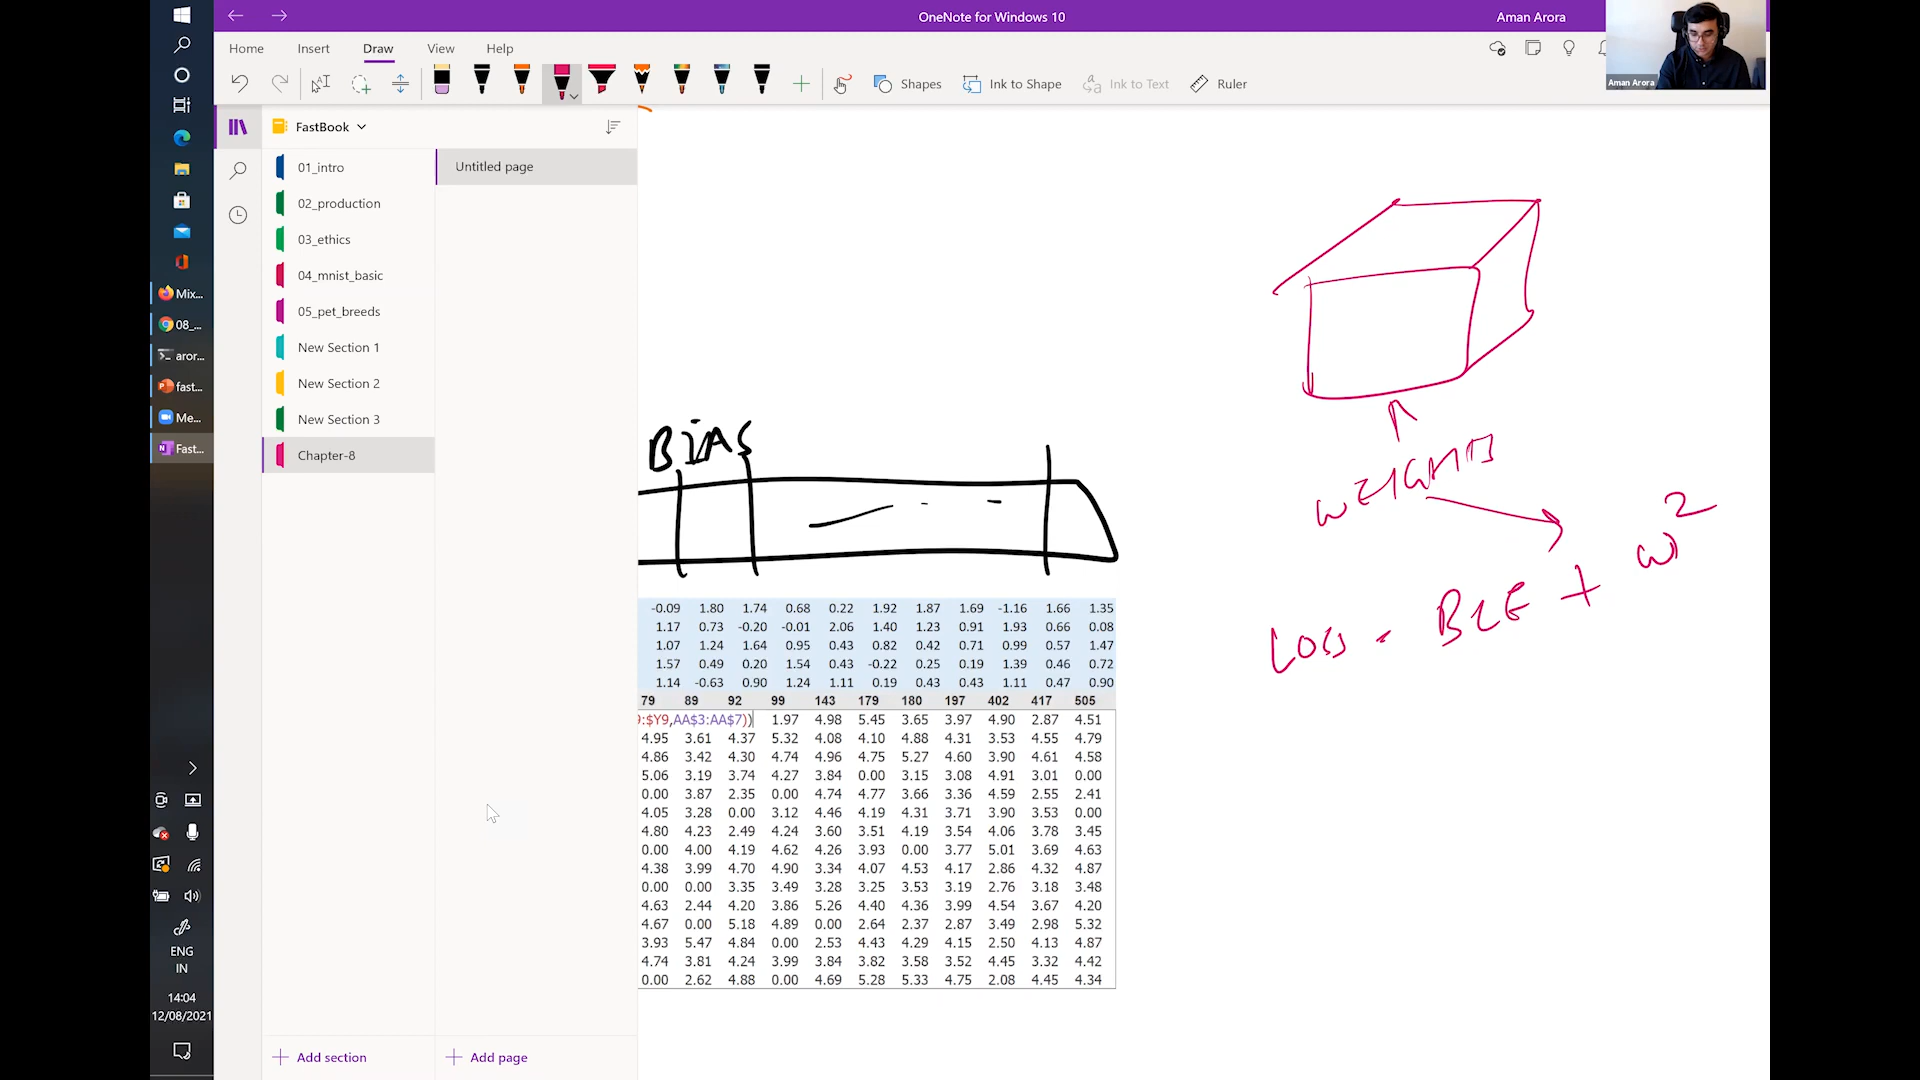 OneNote for Windows 10
Aman Arora
Home Insert Draw View Help
Shapes Ink to Shape Ink to Text Ruler
Aman Arora
FastBook
01_intro
02_production
03_ethics
04_mnist_basic
05_pet_breeds
New Section 1
New Section 2
New Section 3
Chapter-8
Untitled page
Add section
Add page
Mix...
08_...
aror...
fast...
Me...
Fast...
ENG
IN
14:04
12/08/2021
BIAS
-0.09 1.80 1.74 0.68 0.22 1.92 1.87 1.69 -1.16 1.66 1.35
1.17 0.73 -0.20 -0.01 2.06 1.40 1.23 0.91 1.93 0.66 0.08
1.07 1.24 1.64 0.95 0.43 0.82 0.42 0.71 0.99 0.57 1.47
1.57 0.49 0.20 1.54 0.43 -0.22 0.25 0.19 1.39 0.46 0.72
1.14 -0.63 0.90 1.24 1.11 0.19 0.43 0.43 1.11 0.47 0.90
79 89 92 99 143 179 180 197 402 417 505
:$Y9,AA$3:AA$7)) 1.97 4.98 5.45 3.65 3.97 4.90 2.87 4.51
4.95 3.61 4.37 5.32 4.08 4.10 4.88 4.31 3.53 4.55 4.79
4.86 3.42 4.30 4.74 4.96 4.75 5.27 4.60 3.90 4.61 4.58
5.06 3.19 3.74 4.27 3.84 0.00 3.15 3.08 4.91 3.01 0.00
0.00 3.87 2.35 0.00 4.74 4.77 3.66 3.36 4.59 2.55 2.41
4.05 3.28 0.00 3.12 4.46 4.19 4.31 3.71 3.90 3.53 0.00
4.80 4.23 2.49 4.24 3.60 3.51 4.19 3.54 4.06 3.78 3.45
0.00 4.00 4.19 4.62 4.26 3.93 0.00 3.77 5.01 3.69 4.63
4.38 3.99 4.70 4.90 3.34 4.07 4.53 4.17 2.86 4.32 4.87
0.00 0.00 3.35 3.49 3.28 3.25 3.53 3.19 2.76 3.18 3.48
4.63 2.44 4.20 3.86 5.26 4.40 4.36 3.99 4.54 3.67 4.20
4.67 0.00 5.18 4.89 0.00 2.64 2.37 2.87 3.49 2.98 5.32
3.93 5.47 4.84 0.00 2.53 4.43 4.29 4.15 2.50 4.13 4.87
4.74 3.81 4.24 3.99 3.84 3.82 3.58 3.52 4.45 3.32 4.42
0.00 2.62 4.88 0.00 4.69 5.28 5.33 4.75 2.08 4.45 4.34
WEIGHTS
LOSS = BCE + w²